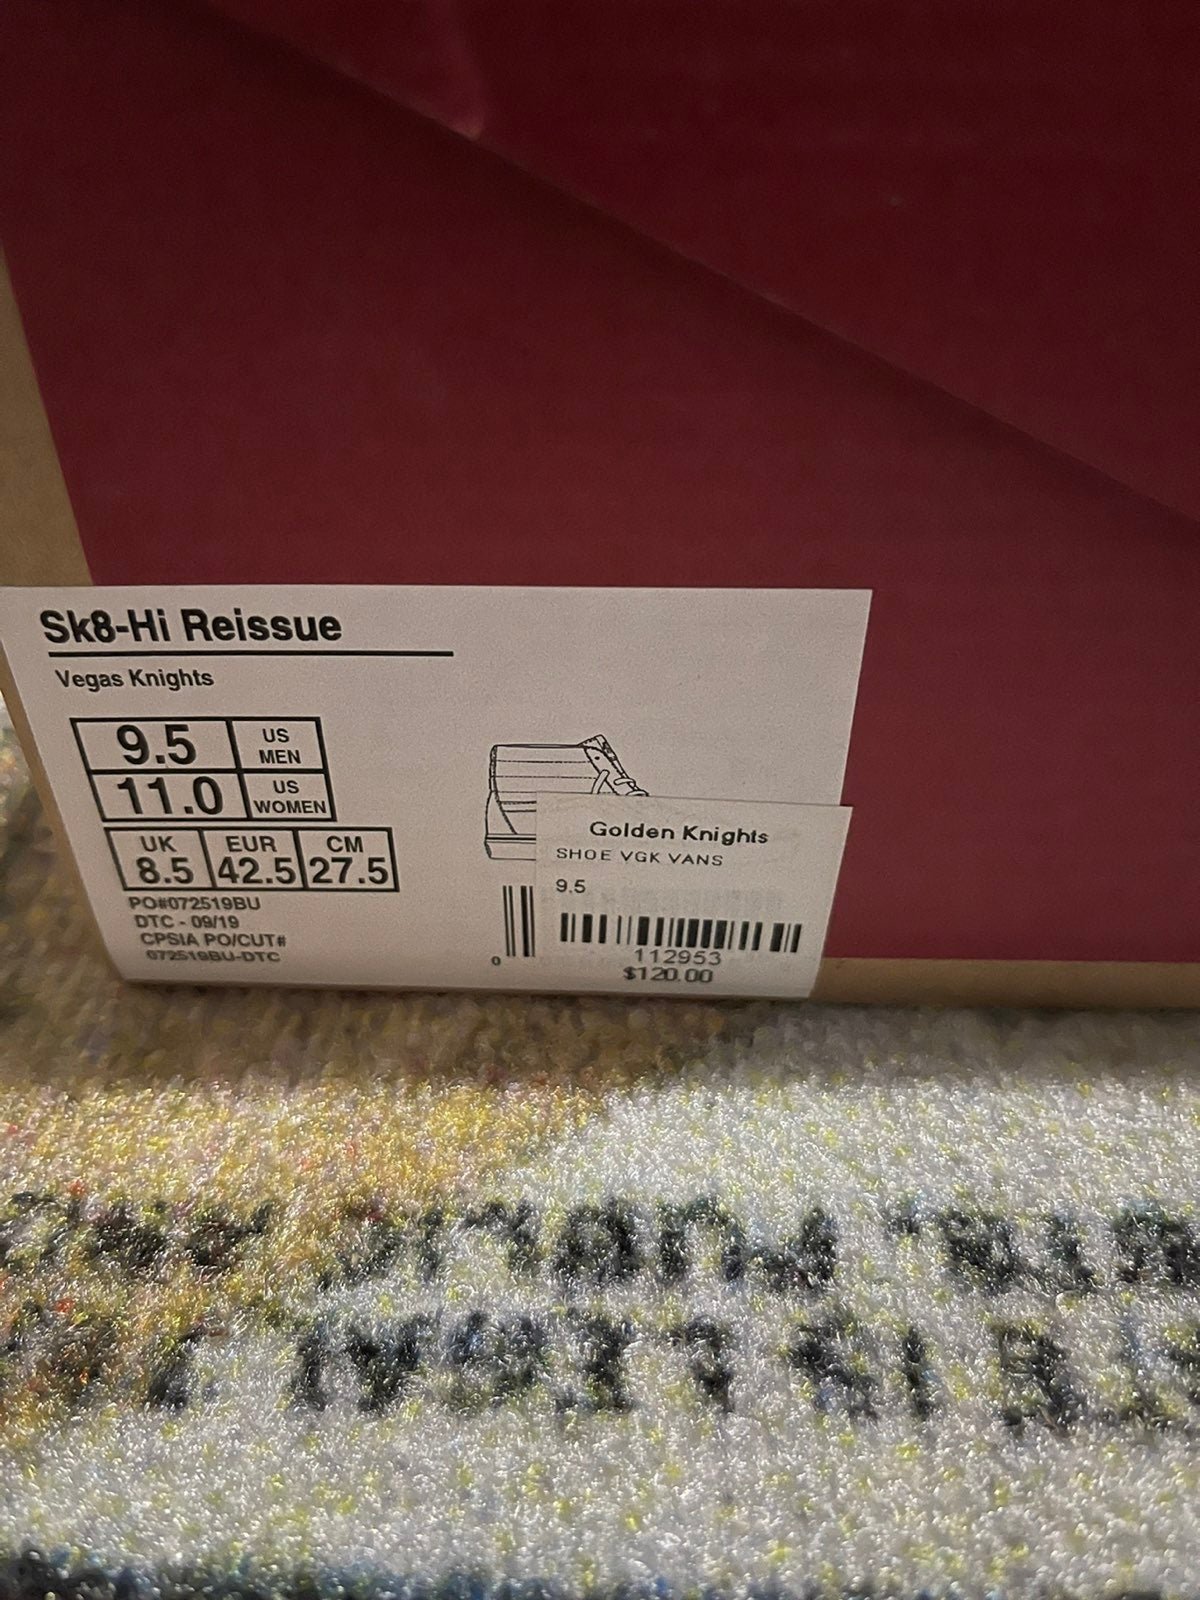 Sk8-Hi Reissue
Vegas Knights
9.5 US MEN
11.0 US WOMEN
UK EUR CM
8.5 42.5 27.5
PO#072519BU
DTC - 09/19
CPSIA PO/CUT#
072519BU-DTC
0
Golden Knights
SHOE VGK VANS
9.5
112953
$120.00